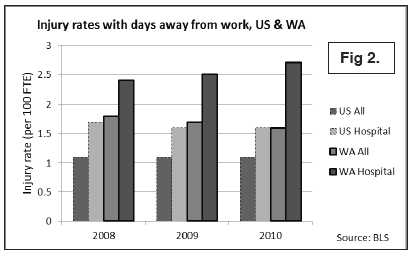 Injury rates with days away from work, US & WA
Fig 2.
Injury rate (per 100 FTE)
3
2.5
2
1.5
1
0.5
0
2008
2009
2010
US All
US Hospital
WA All
WA Hospital
Source: BLS